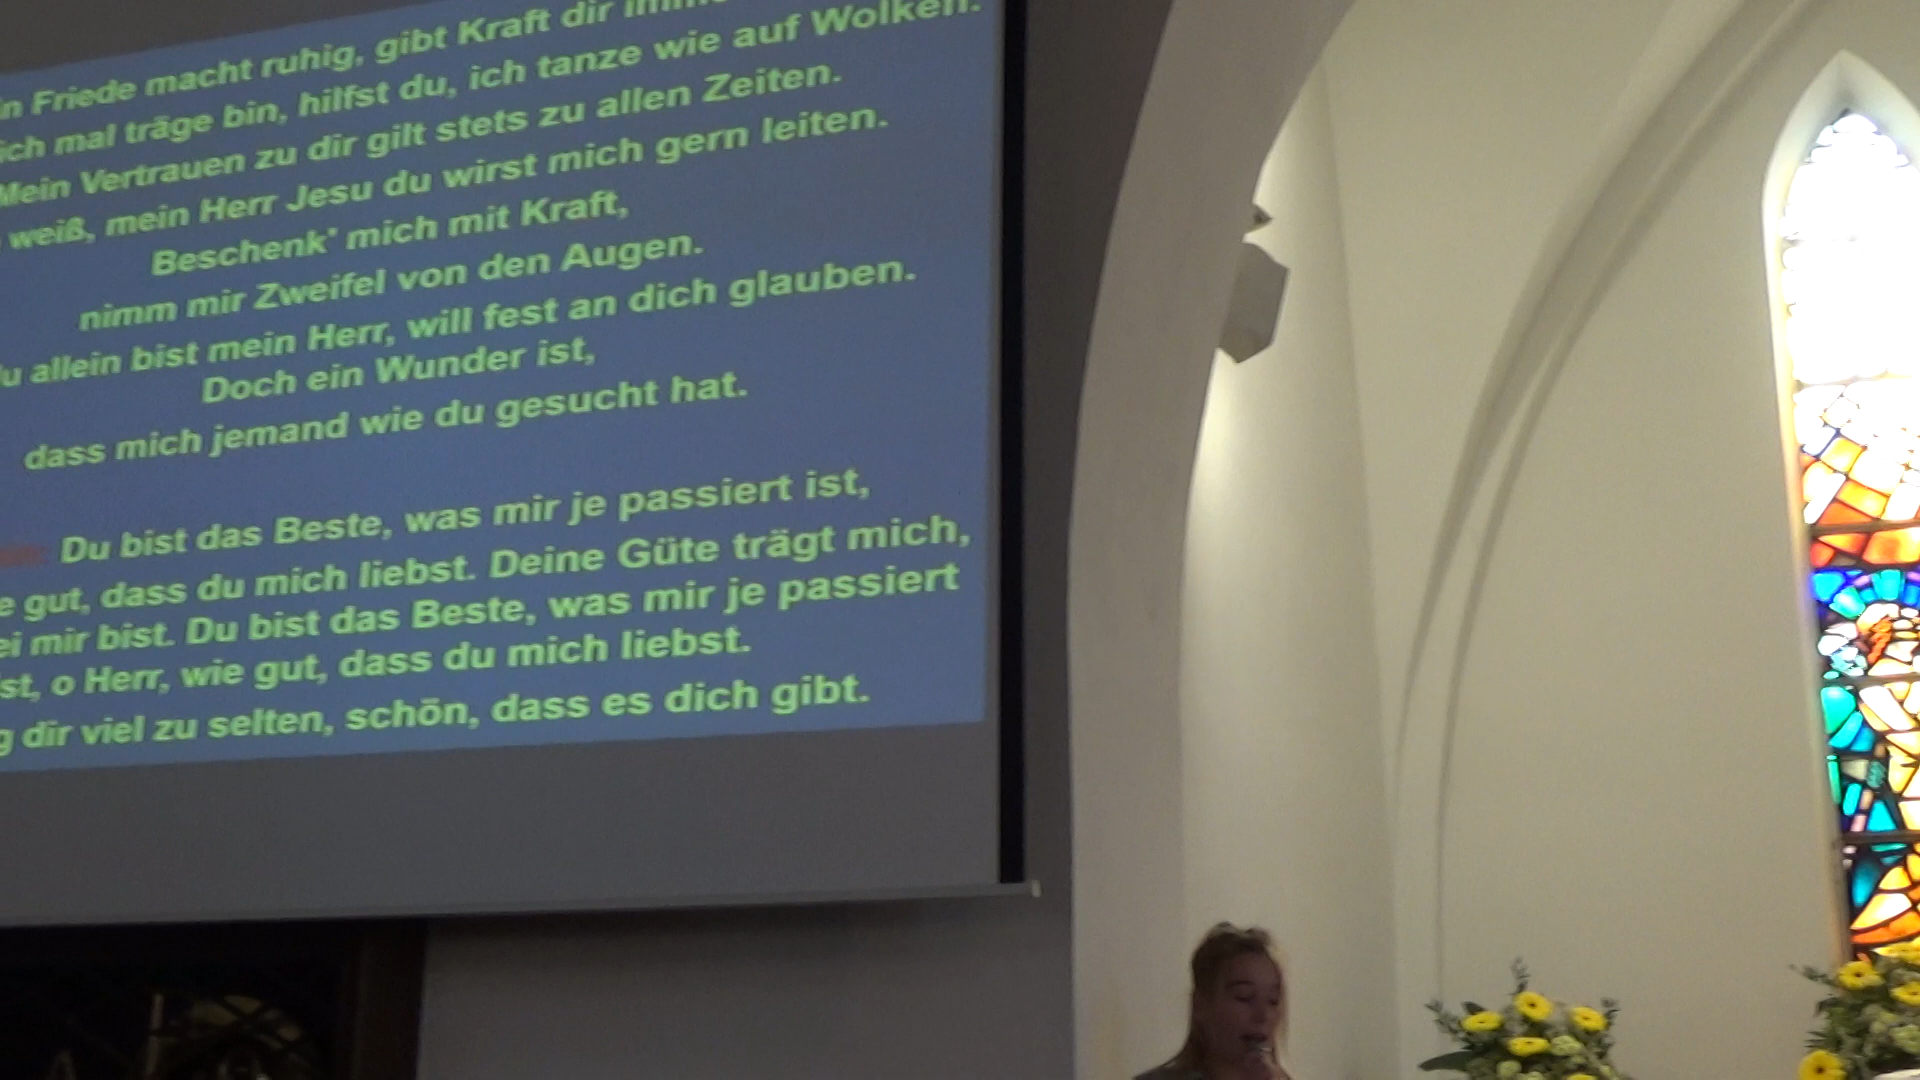 Friede macht ruhig, gibt Kraft dir
ich mal träge bin, hilfst du, ich tanze wie auf Wolken.
Mein Vertrauen zu dir gilt stets zu allen Zeiten.
weiß, mein Herr Jesu du wirst mich gern leiten.
Beschenk' mich mit Kraft,
nimm mir Zweifel von den Augen.
allein bist mein Herr, will fest an dich glauben.
Doch ein Wunder ist,
dass mich jemand wie du gesucht hat.
Du bist das Beste, was mir je passiert ist,
gut, dass du mich liebst. Deine Güte trägt mich,
mir bist. Du bist das Beste, was mir je passiert
o Herr, wie gut, dass du mich liebst.
dir viel zu selten, schön, dass es dich gibt.